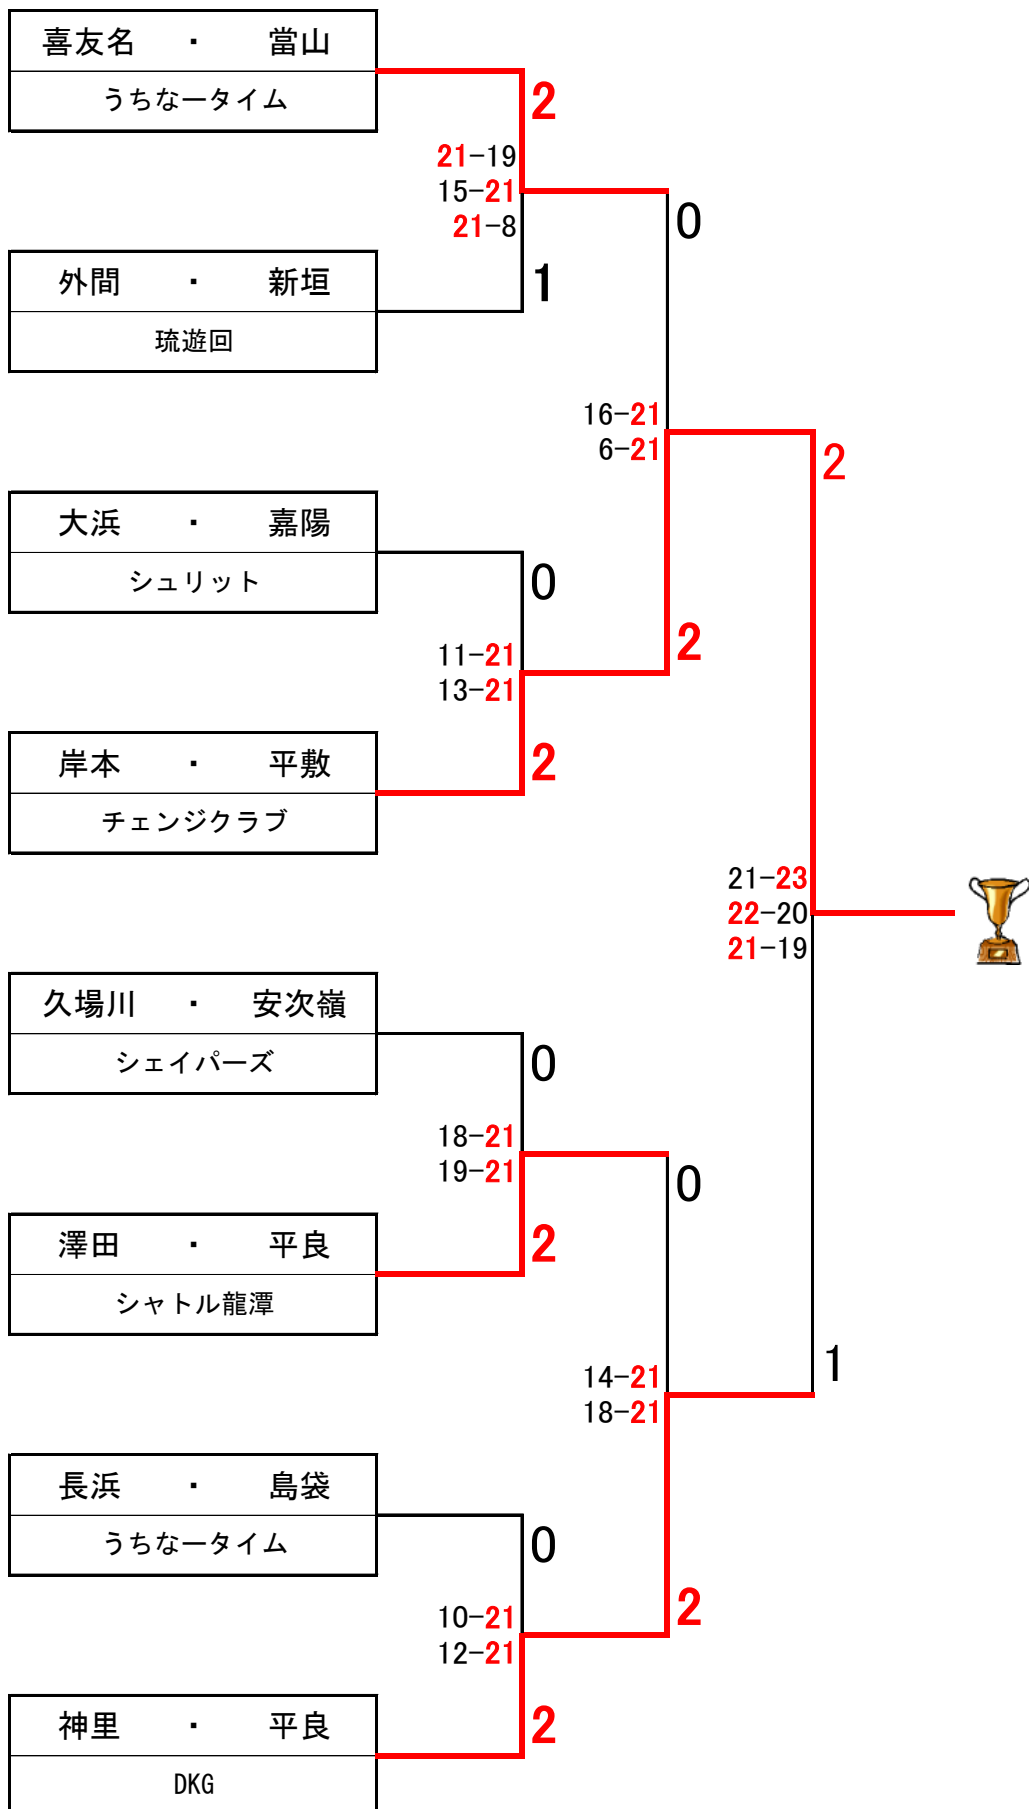 喜友名 ・ 當山
うちなータイム
2
21-19
15-21
21-8
0
外間 ・ 新垣
1
琉遊回
16-21
6-21
2
大浜 ・ 嘉陽
シュリット
0
11-21
13-21
2
岸本 ・ 平敷
2
チェンジクラブ
21-23
22-20
21-19
久場川 ・ 安次嶺
シェイパーズ
0
18-21
19-21
0
澤田 ・ 平良
2
シャトル龍潭
14-21
18-21
1
長浜 ・ 島袋
うちなータイム
0
10-21
12-21
2
神里 ・ 平良
2
DKG